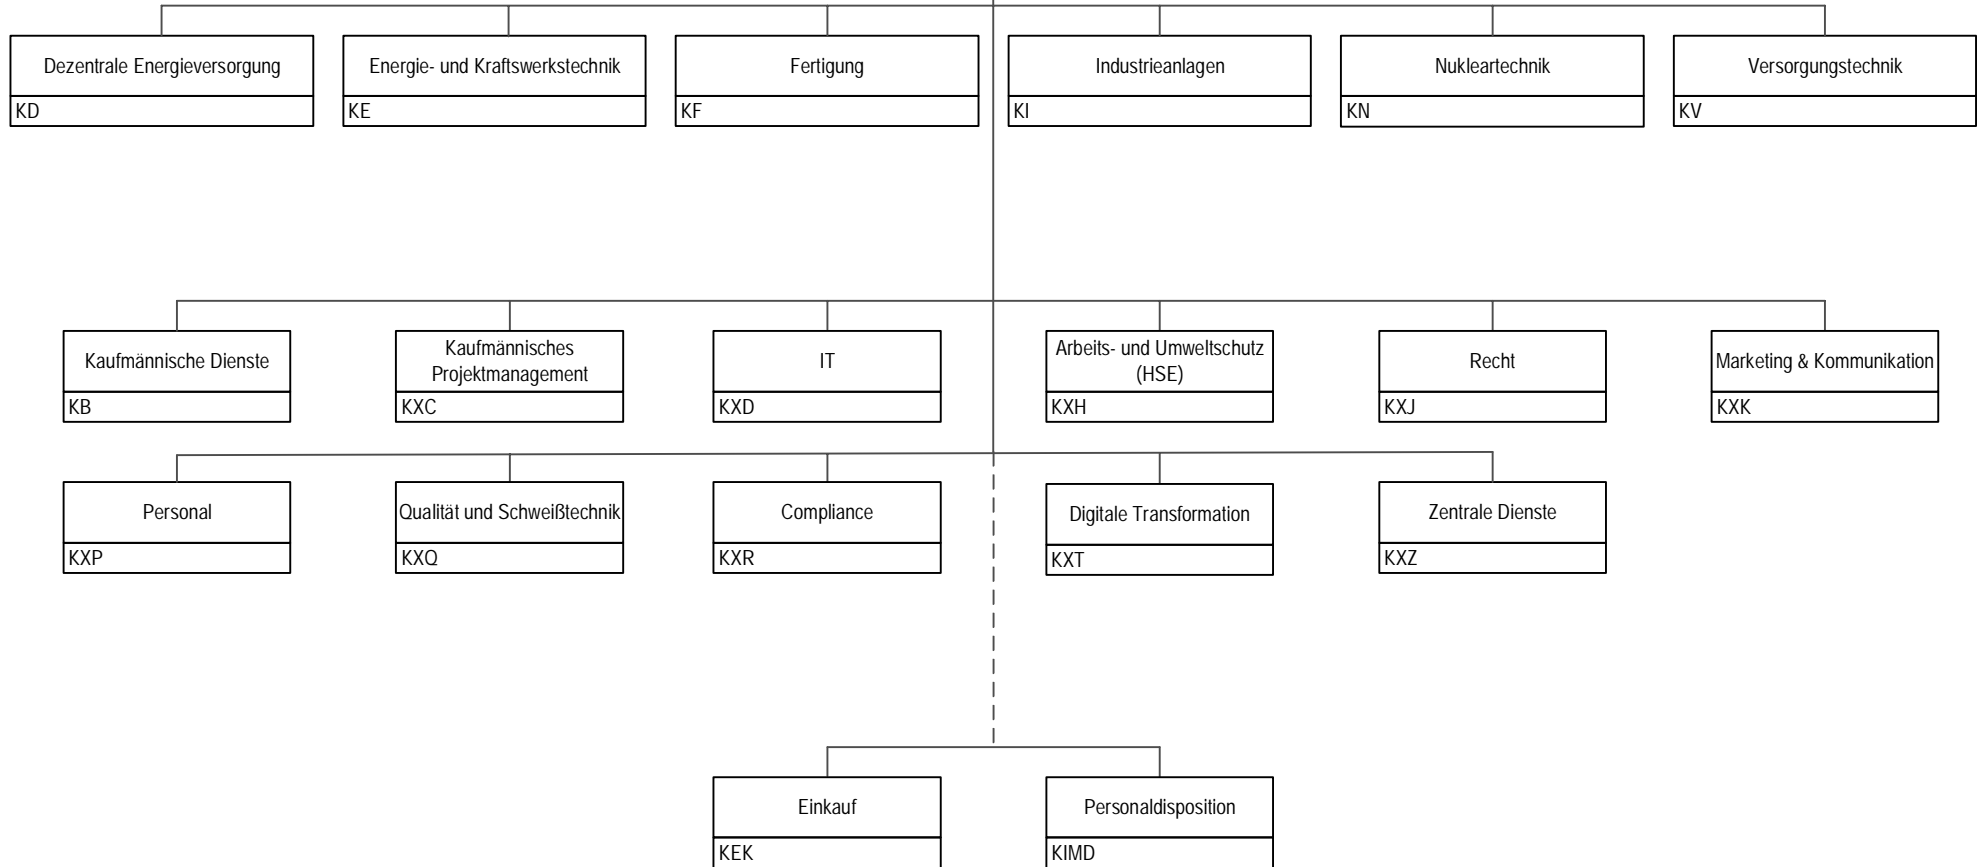 Dezentrale Energieversorgung
KD
Energie- und Kraftswerkstechnik
KE
Fertigung
KF
Industrieanlagen
KI
Nukleartechnik
KN
Versorgungstechnik
KV
Kaufmännische Dienste
KB
Kaufmännisches
Projektmanagement
KXC
IT
KXD
Arbeits- und Umweltschutz
(HSE)
KXH
Recht
KXJ
Marketing & Kommunikation
KXK
Personal
KXP
Qualität und Schweißtechnik
KXQ
Compliance
KXR
Digitale Transformation
KXT
Zentrale Dienste
KXZ
Einkauf
KEK
Personaldisposition
KIMD